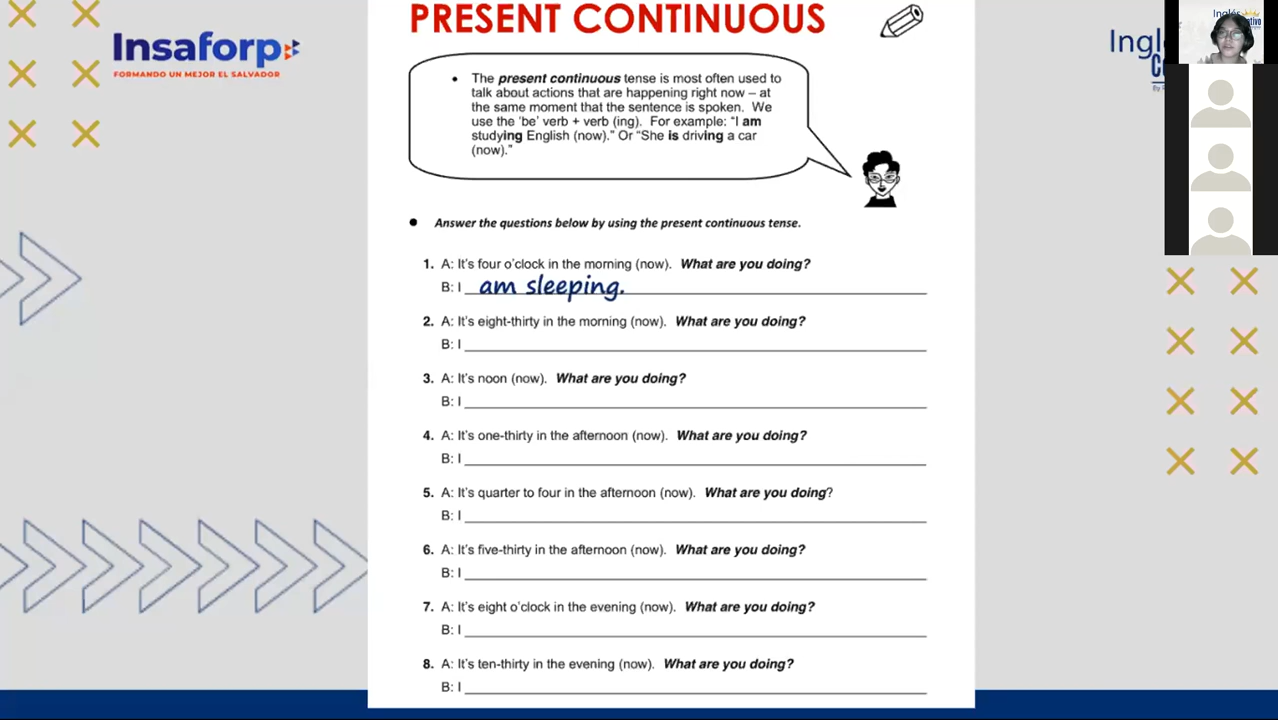 PRESENT CONTINUOUS
Insaforp
FORMANDO UN MEJOR EL SALVADOR
• The present continuous tense is most often used to
talk about actions that are happening right now – at
the same moment that the sentence is spoken. We
use the 'be' verb + verb (ing). For example: "I am
studying English (now)." Or "She is driving a car
(now)."
• Answer the questions below by using the present continuous tense.
1. A: It's four o'clock in the morning (now). What are you doing?
B: I am sleeping.
2. A: It's eight-thirty in the morning (now). What are you doing?
B: I
3. A: It's noon (now). What are you doing?
B: I
4. A: It's one-thirty in the afternoon (now). What are you doing?
B: I
5. A: It's quarter to four in the afternoon (now). What are you doing?
B: I
6. A: It's five-thirty in the afternoon (now). What are you doing?
B: I
7. A: It's eight o'clock in the evening (now). What are you doing?
B: I
8. A: It's ten-thirty in the evening (now). What are you doing?
B: I